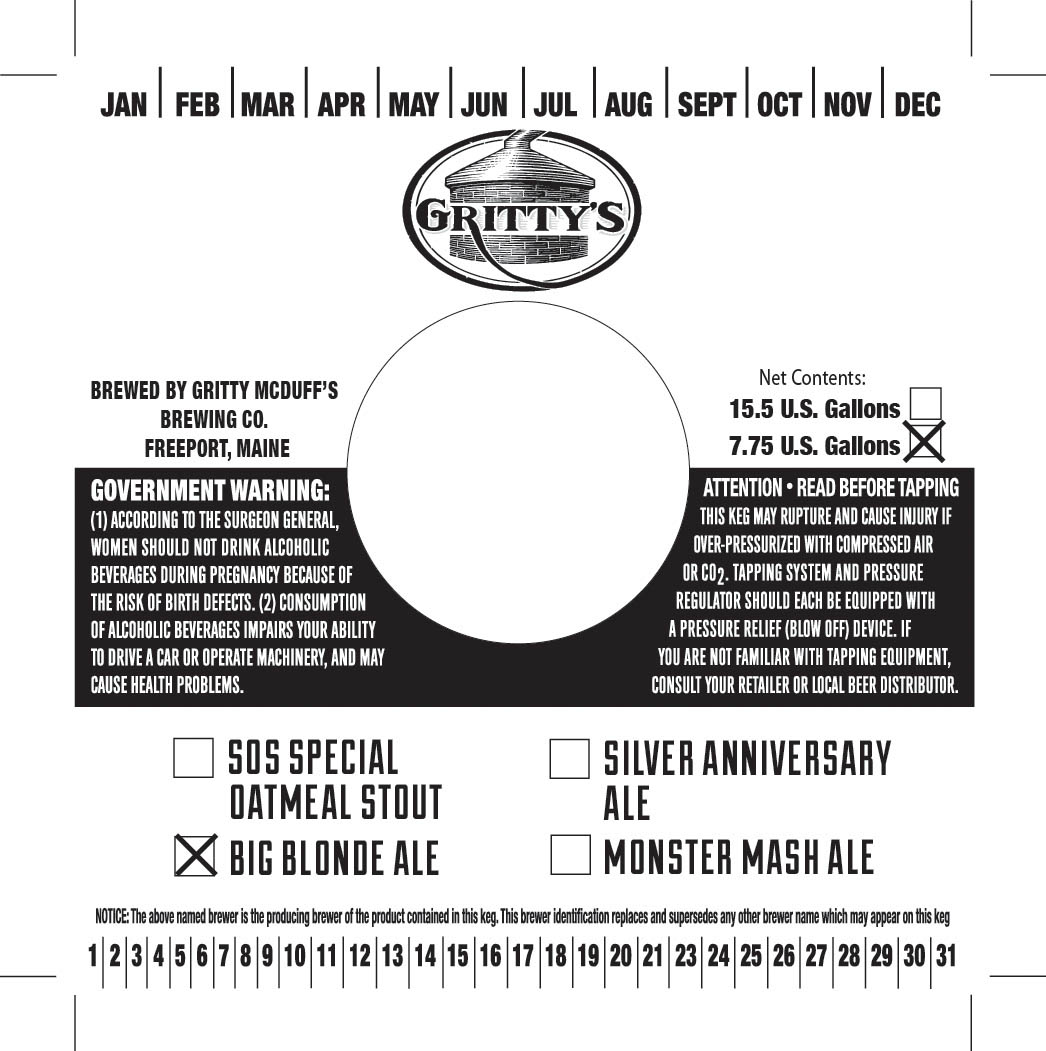 JAN | FEB | MAR | APR | MAY | JUN | JUL | AUG | SEPT | OCT | NOV | DEC
GRITTY'S
BREWED BY GRITTY MCDUFF'S
BREWING CO.
FREEPORT, MAINE
Net Contents:
15.5 U.S. Gallons
7.75 U.S. Gallons
GOVERNMENT WARNING:
(1) ACCORDING TO THE SURGEON GENERAL,
WOMEN SHOULD NOT DRINK ALCOHOLIC
BEVERAGES DURING PREGNANCY BECAUSE OF
THE RISK OF BIRTH DEFECTS. (2) CONSUMPTION
OF ALCOHOLIC BEVERAGES IMPAIRS YOUR ABILITY
TO DRIVE A CAR OR OPERATE MACHINERY, AND MAY
CAUSE HEALTH PROBLEMS.
ATTENTION • READ BEFORE TAPPING
THIS KEG MAY RUPTURE AND CAUSE INJURY IF
OVER-PRESSURIZED WITH COMPRESSED AIR
OR CO2. TAPPING SYSTEM AND PRESSURE
REGULATOR SHOULD EACH BE EQUIPPED WITH
A PRESSURE RELIEF (BLOW OFF) DEVICE. IF
YOU ARE NOT FAMILIAR WITH TAPPING EQUIPMENT,
CONSULT YOUR RETAILER OR LOCAL BEER DISTRIBUTOR.
SOS SPECIAL
OATMEAL STOUT
BIG BLONDE ALE
SILVER ANNIVERSARY
ALE
MONSTER MASH ALE
NOTICE: The above named brewer is the producing brewer of the product contained in this keg. This brewer identification replaces and supersedes any other brewer name which may appear on this keg
1 | 2 | 3 | 4 | 5 | 6 | 7 | 8 | 9 | 10 | 11 | 12 | 13 | 14 | 15 | 16 | 17 | 18 | 19 | 20 | 21 | 23 | 24 | 25 | 26 | 27 | 28 | 29 | 30 | 31